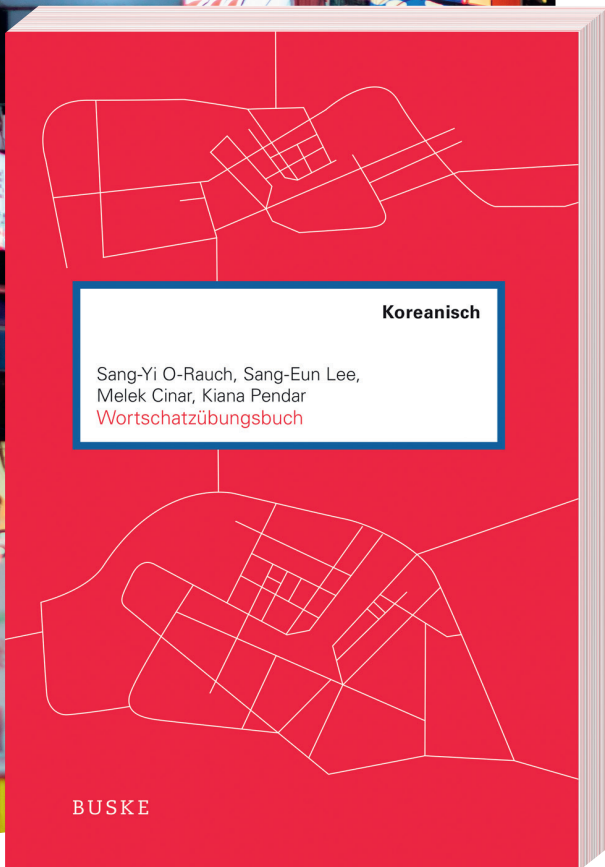 Koreanisch
Sang-Yi O-Rauch, Sang-Eun Lee,
Melek Cinar, Kiana Pendar
Wortschatzübungsbuch
BUSKE